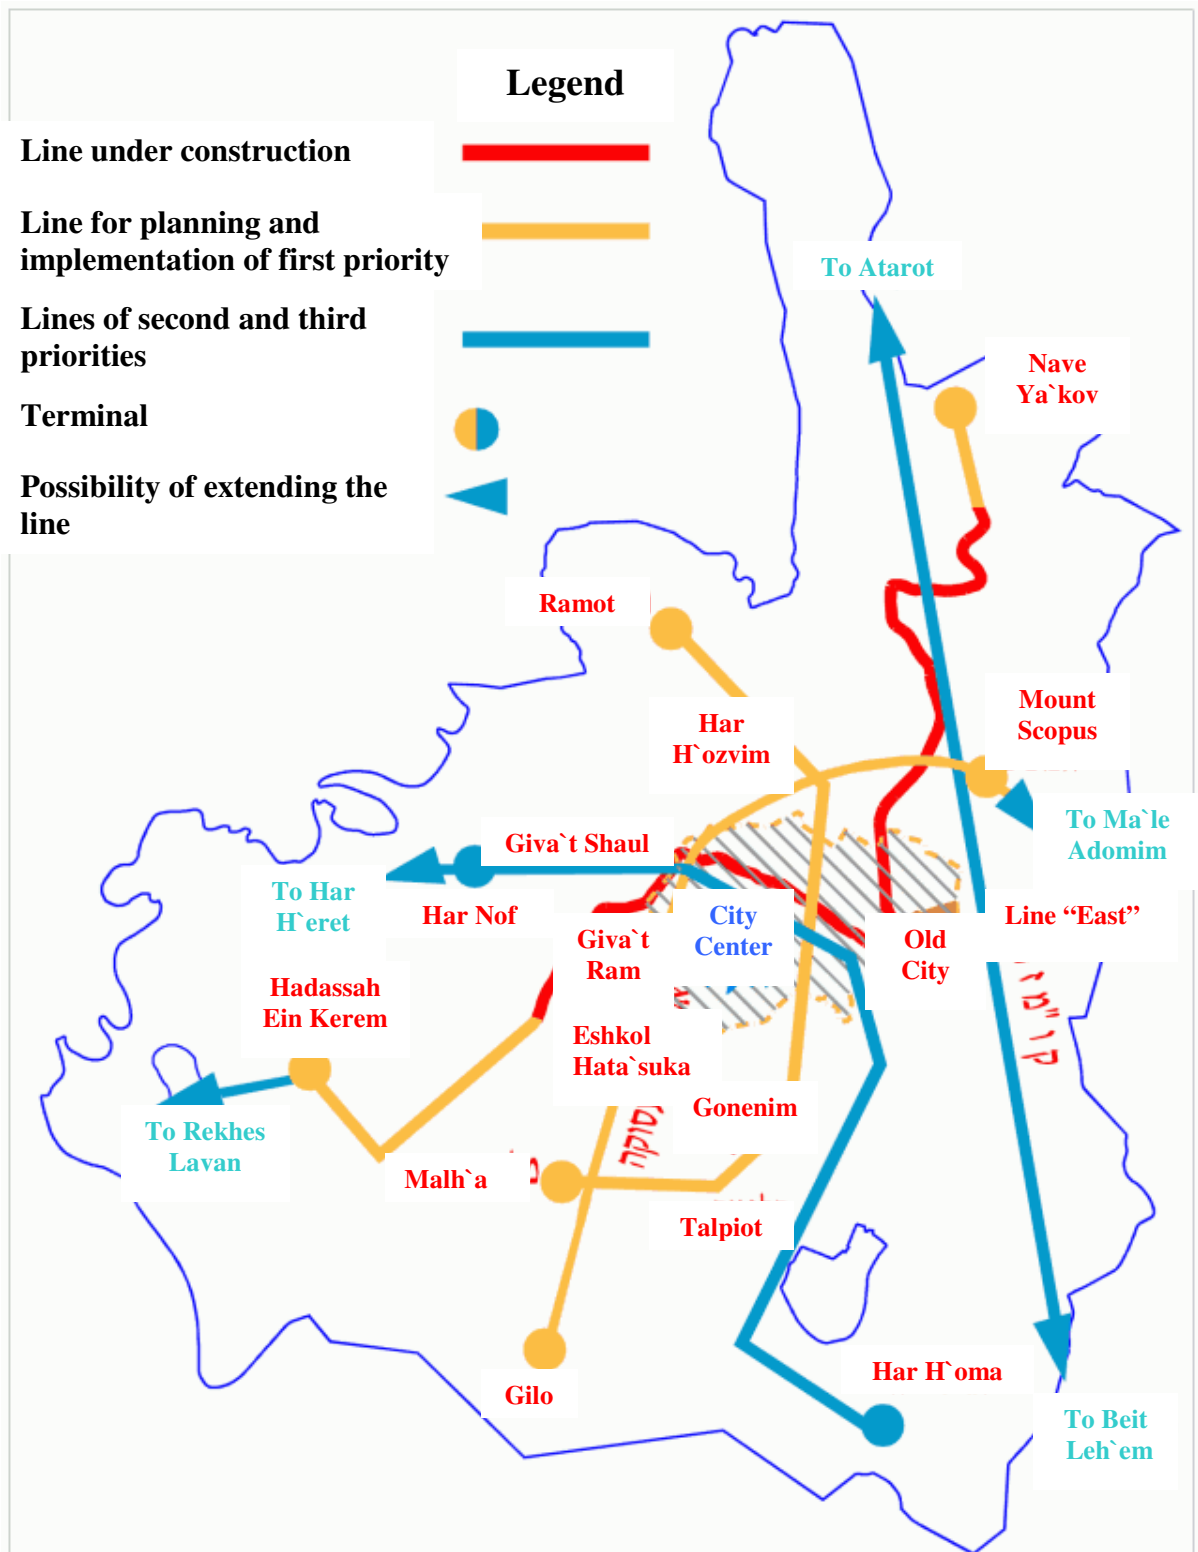 Legend
Line under construction
Line for planning and
implementation of first priority
Lines of second and third
priorities
Terminal
Possibility of extending the
line
To Atarot
Nave
Ya`kov
Ramot
Mount
Scopus
Har
H`ozvim
To Ma`le
Adomim
Giva`t Shaul
To Har
H`eret
Har Nof
City
Center
Line “East”
Giva`t
Ram
Old
City
Hadassah
Ein Kerem
Eshkol
Hata`suka
Gonenim
To Rekhes
Lavan
Malh`a
Talpiot
Har H`oma
Gilo
To Beit
Leh`em